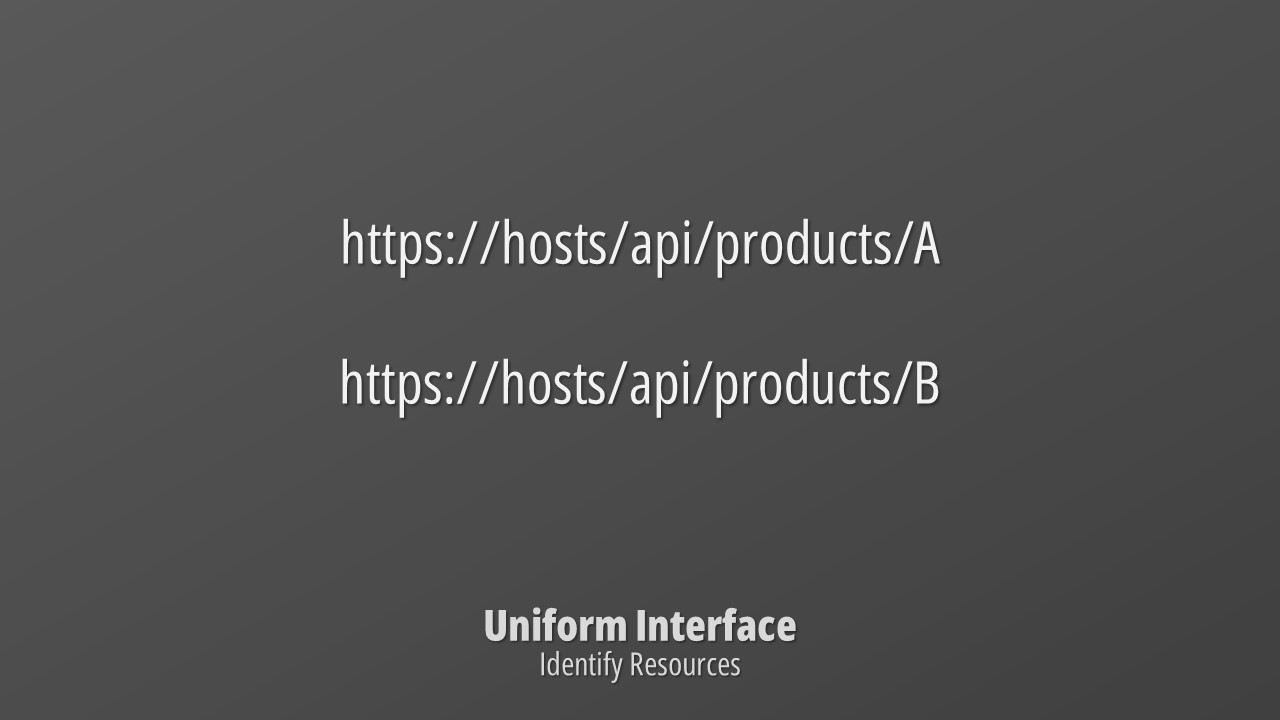 https://hosts/api/products/A
https://hosts/api/products/B
Uniform Interface
Identify Resources